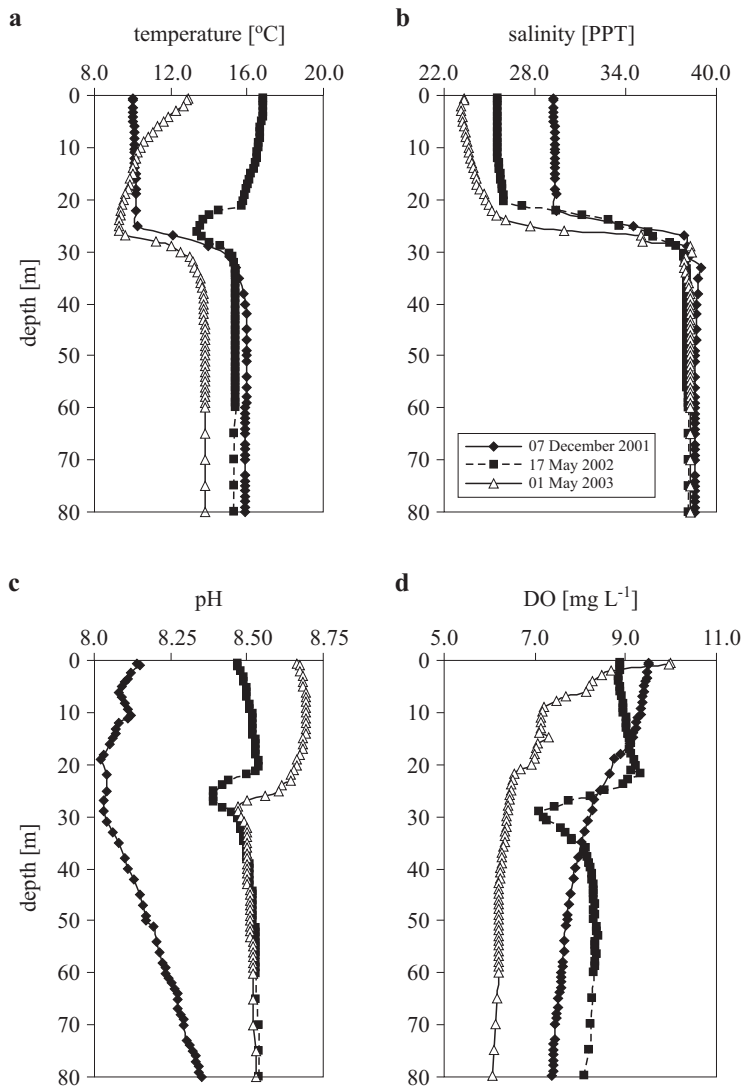 a
temperature [°C]
8.0 12.0 16.0 20.0
0
10
20
30
40
50
60
70
80
depth [m]
b
salinity [PPT]
22.0 28.0 34.0 40.0
0
10
20
30
40
50
60
70
80
07 December 2001
17 May 2002
01 May 2003
c
pH
8.0 8.25 8.50 8.75
0
10
20
30
40
50
60
70
80
depth [m]
d
DO [mg L⁻¹]
5.0 7.0 9.0 11.0
0
10
20
30
40
50
60
70
80